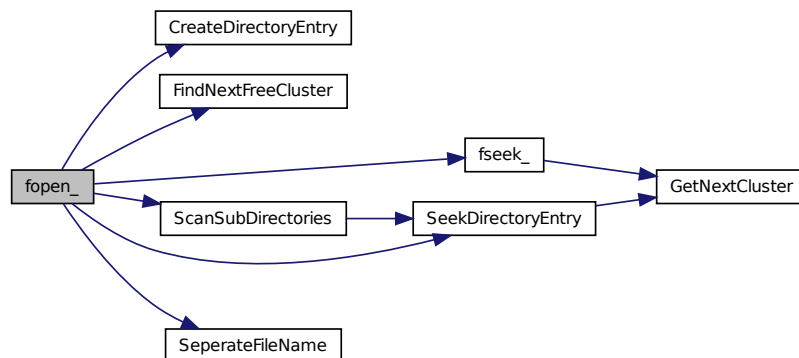 CreateDirectoryEntry
FindNextFreeCluster
fseek_
fopen_
GetNextCluster
ScanSubDirectories
SeekDirectoryEntry
SeperateFileName